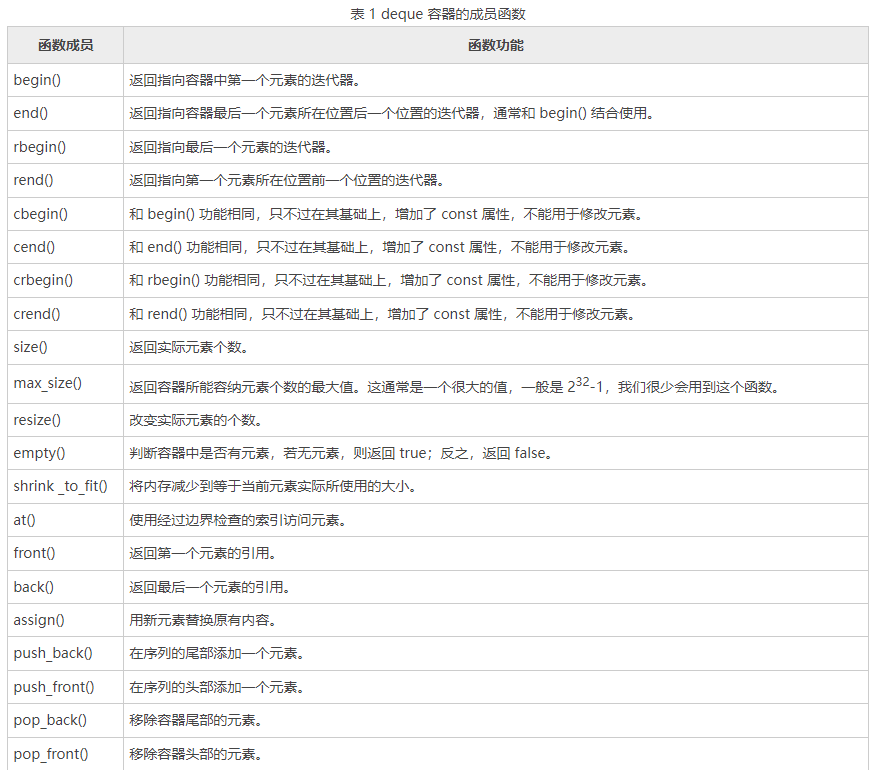 表 1 deque 容器的成员函数
函数成员 函数功能
begin() 返回指向容器中第一个元素的迭代器。
end() 返回指向容器最后一个元素所在位置后一个位置的迭代器，通常和 begin() 结合使用。
rbegin() 返回指向最后一个元素的迭代器。
rend() 返回指向第一个元素所在位置前一个位置的迭代器。
cbegin() 和 begin() 功能相同，只不过在其基础上，增加了 const 属性，不能用于修改元素。
cend() 和 end() 功能相同，只不过在其基础上，增加了 const 属性，不能用于修改元素。
crbegin() 和 rbegin() 功能相同，只不过在其基础上，增加了 const 属性，不能用于修改元素。
crend() 和 rend() 功能相同，只不过在其基础上，增加了 const 属性，不能用于修改元素。
size() 返回实际元素个数。
max_size() 返回容器所能容纳元素个数的最大值。这通常是一个很大的值，一般是 2³²-1，我们很少会用到这个函数。
resize() 改变实际元素的个数。
empty() 判断容器中是否有元素，若无元素，则返回 true；反之，返回 false。
shrink _to_fit() 将内存减少到等于当前元素实际所使用的大小。
at() 使用经过边界检查的索引访问元素。
front() 返回第一个元素的引用。
back() 返回最后一个元素的引用。
assign() 用新元素替换原有内容。
push_back() 在序列的尾部添加一个元素。
push_front() 在序列的头部添加一个元素。
pop_back() 移除容器尾部的元素。
pop_front() 移除容器头部的元素。